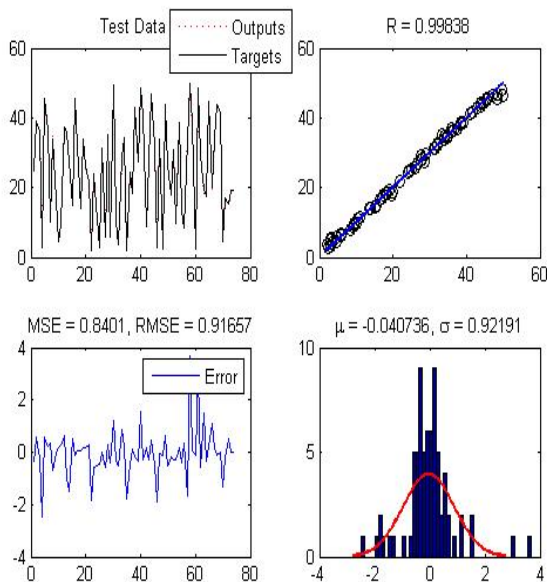 Test Data
Outputs
Targets
60
40
20
0
0 20 40 60 80
R = 0.99838
60
40
20
0
0 20 40 60
MSE = 0.8401, RMSE = 0.91657
Error
4
2
0
-2
-4
0 20 40 60 80
μ = -0.040736, σ = 0.92191
10
5
0
-4 -2 0 2 4